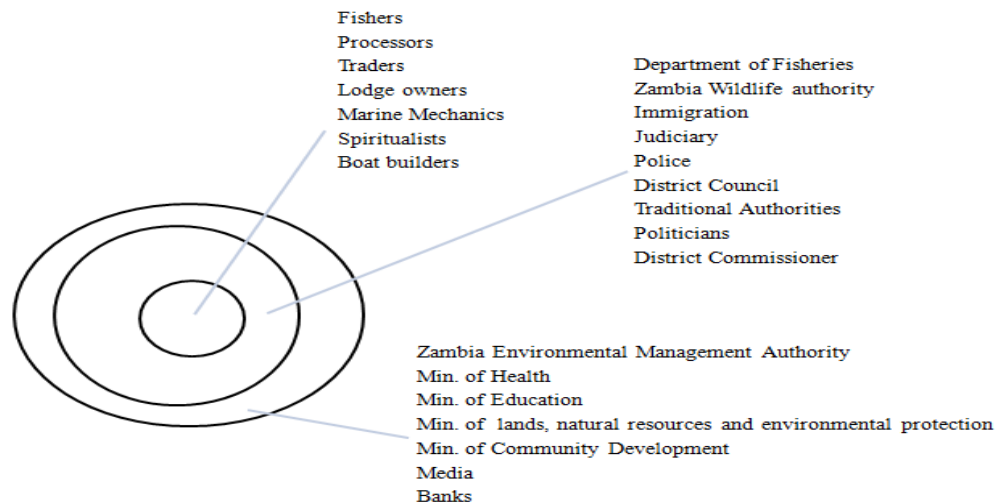 Fishers
Processors
Traders
Lodge owners
Marine Mechanics
Spiritualists
Boat builders
Department of Fisheries
Zambia Wildlife authority
Immigration
Judiciary
Police
District Council
Traditional Authorities
Politicians
District Commissioner
Zambia Environmental Management Authority
Min. of Health
Min. of Education
Min. of lands, natural resources and environmental protection
Min. of Community Development
Media
Banks